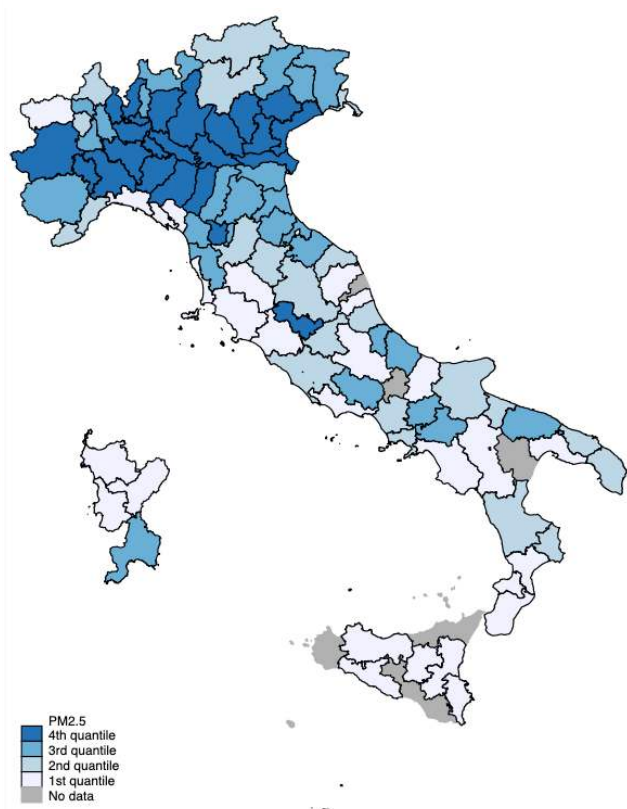 PM2.5
4th quantile
3rd quantile
2nd quantile
1st quantile
No data